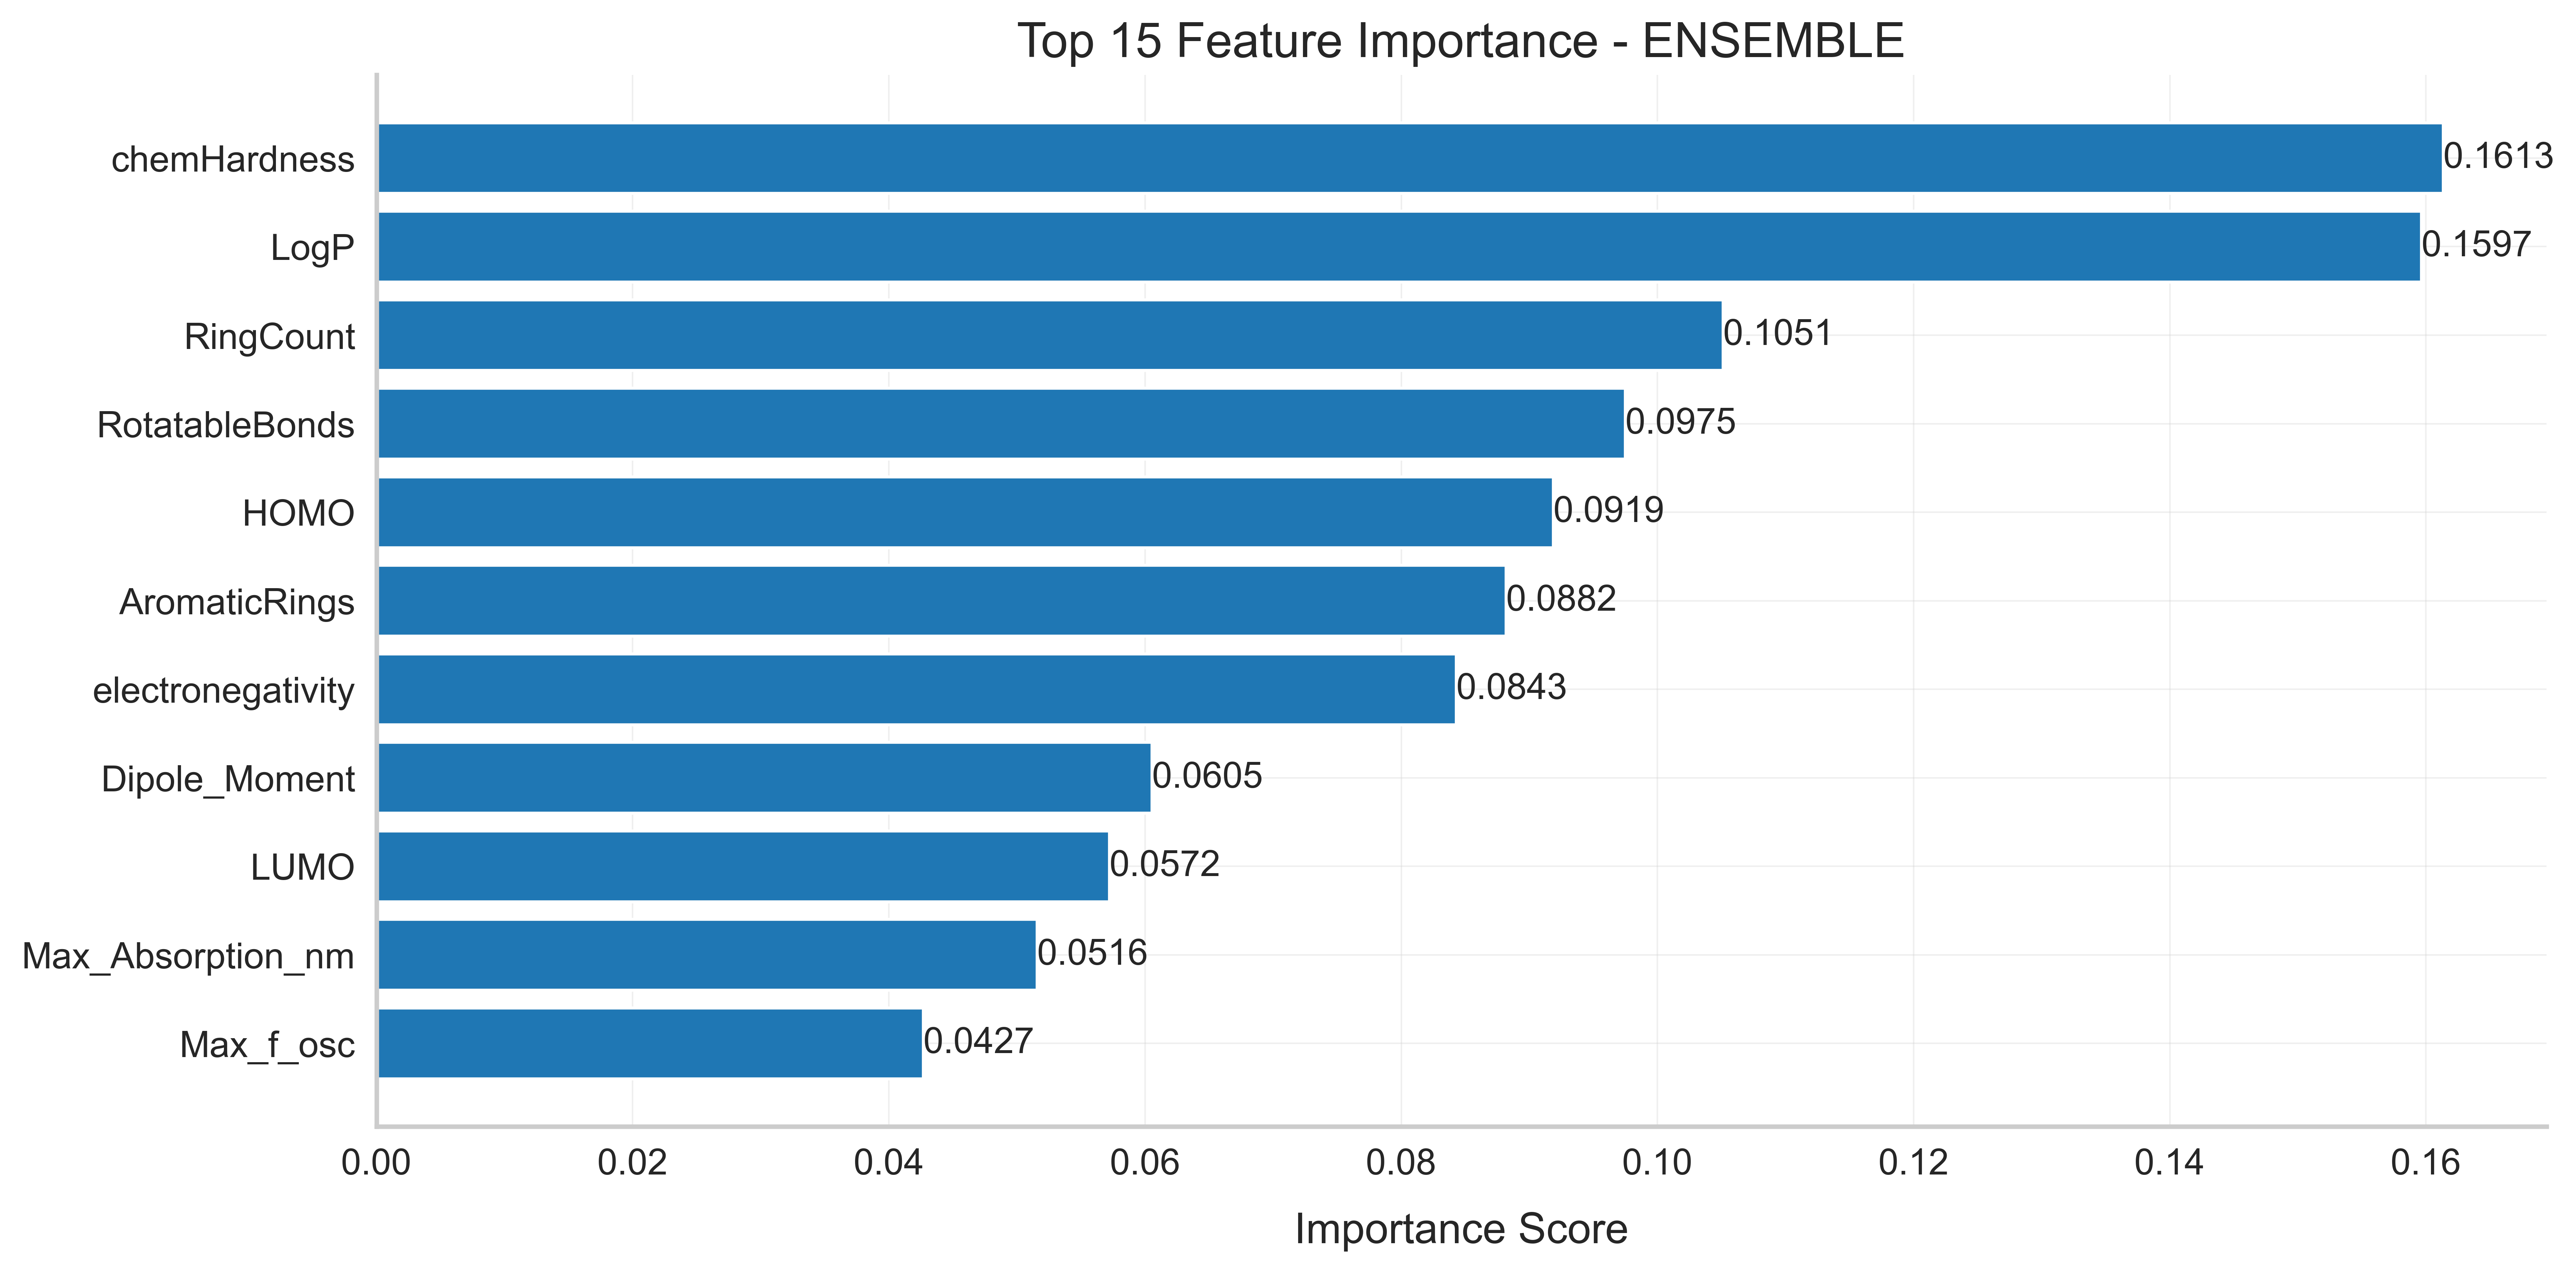 Top 15 Feature Importance - ENSEMBLE
chemHardness 0.1613
LogP 0.1597
RingCount 0.1051
RotatableBonds 0.0975
HOMO 0.0919
AromaticRings 0.0882
electronegativity 0.0843
Dipole_Moment 0.0605
LUMO 0.0572
Max_Absorption_nm 0.0516
Max_f_osc 0.0427
0.00 0.02 0.04 0.06 0.08 0.10 0.12 0.14 0.16
Importance Score